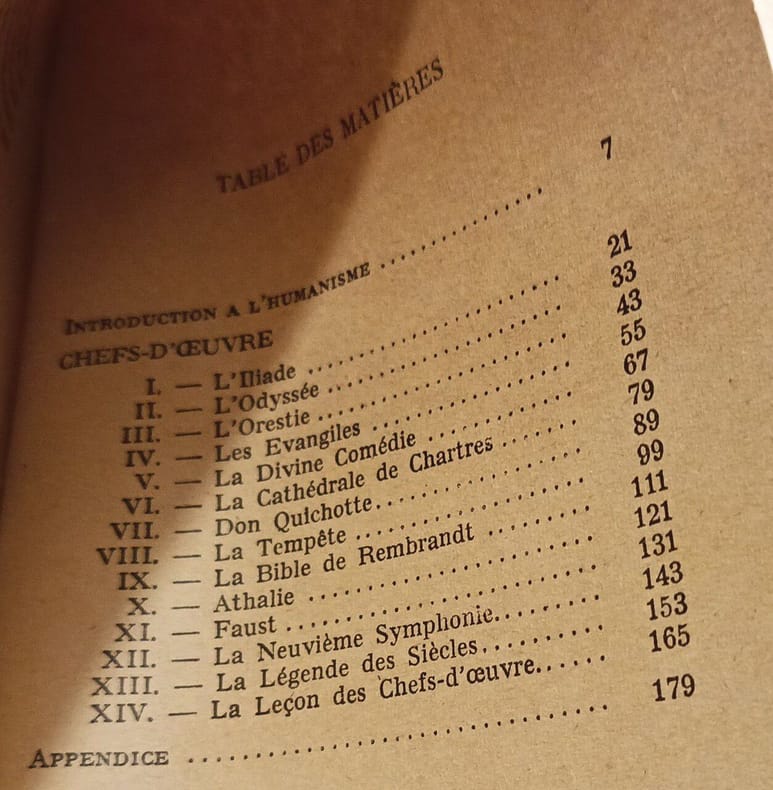 TABLE DES MATIÈRES
INTRODUCTION A L'HUMANISME .............. 7
CHEFS-D'ŒUVRE
I. — L'Iliade .............. 21
II. — L'Odyssée .............. 33
III. — L'Orestie .............. 43
IV. — Les Evangiles .............. 55
V. — La Divine Comédie .............. 67
VI. — La Cathédrale de Chartres ....... 79
VII. — Don Quichotte.............. 89
VIII. — La Tempête .............. 99
IX. — La Bible de Rembrandt ......... 111
X. — Athalie .............. 121
XI. — Faust .............. 131
XII. — La Neuvième Symphonie......... 143
XIII. — La Légende des Siècles.......... 153
XIV. — La Leçon des Chefs-d'œuvre...... 165
APPENDICE .............. 179